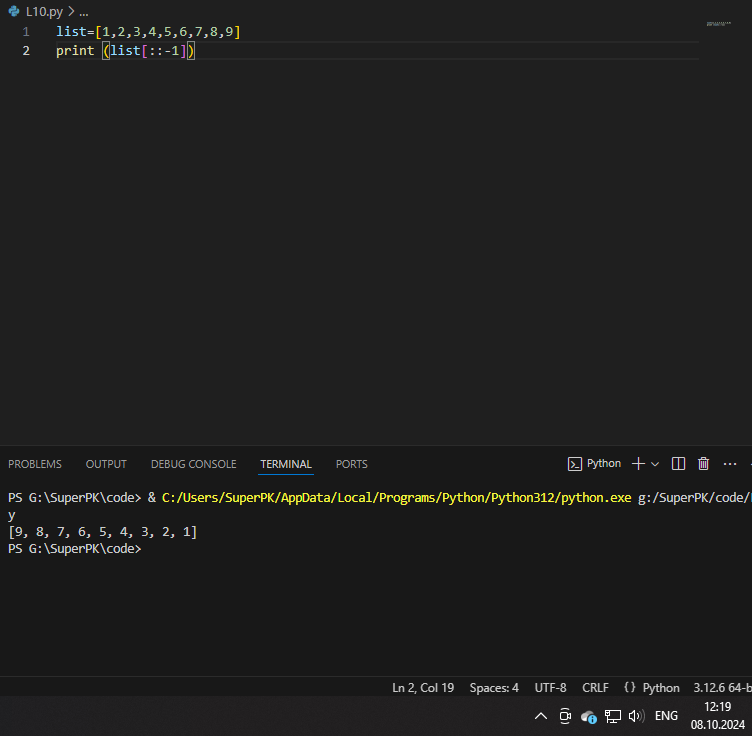 L10.py > ...
1 list=[1,2,3,4,5,6,7,8,9]
2 print (list[::-1])
PROBLEMS OUTPUT DEBUG CONSOLE TERMINAL PORTS Python
PS G:\SuperPK\code> & C:/Users/SuperPK/AppData/Local/Programs/Python/Python312/python.exe g:/SuperPK/code/
y
[9, 8, 7, 6, 5, 4, 3, 2, 1]
PS G:\SuperPK\code>
Ln 2, Col 19 Spaces: 4 UTF-8 CRLF {} Python 3.12.6 64-b
ENG 12:19
08.10.2024